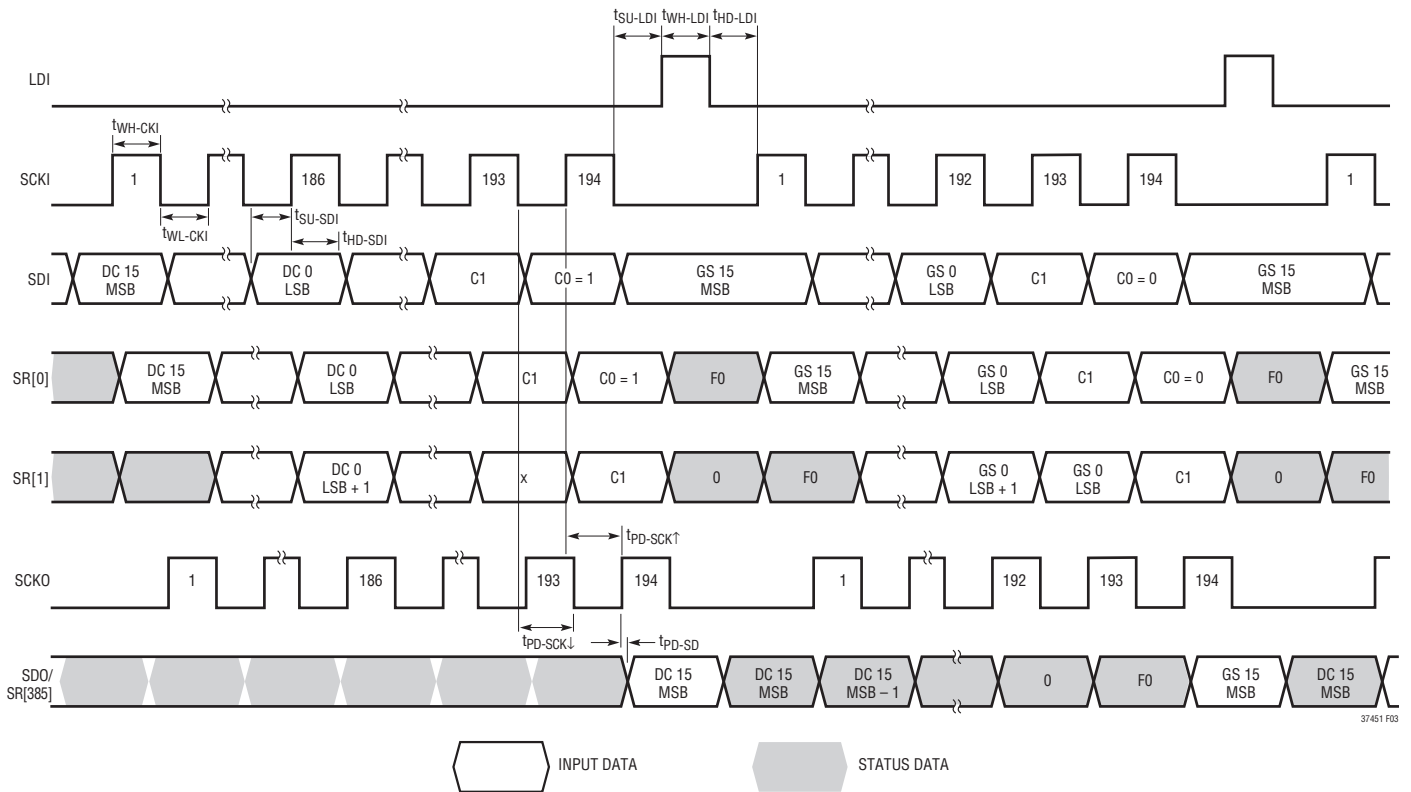 tSU-LDI tWH-LDI tHD-LDI
LDI
tWH-CKI
SCKI 1 186 193 194 1 192 193 194 1
tWL-CKI tSU-SDI tHD-SDI
SDI DC 15 MSB DC 0 LSB C1 C0 = 1 GS 15 MSB GS 0 LSB C1 C0 = 0 GS 15 MSB
SR[0] DC 15 MSB DC 0 LSB C1 C0 = 1 F0 GS 15 MSB GS 0 LSB C1 C0 = 0 F0 GS 15 MSB
SR[1] DC 0 LSB + 1 x C1 0 F0 GS 0 LSB + 1 GS 0 LSB C1 0 F0
tPD-SCK↑
SCKO 1 186 193 194 1 192 193 194
tPD-SCK↓ tPD-SD
SDO/ SR[385] DC 15 MSB DC 15 MSB DC 15 MSB – 1 0 F0 GS 15 MSB DC 15 MSB
37451 F03
INPUT DATA STATUS DATA